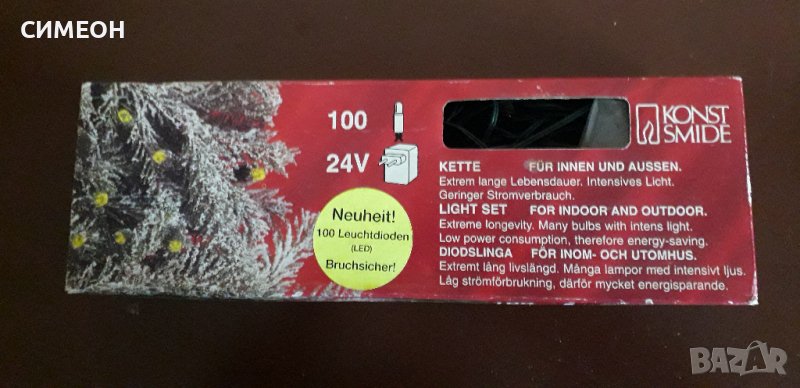 СИМЕОН
100
24V
KONST
SMIDE
KETTE FÜR INNEN UND AUSSEN.
Extrem lange Lebensdauer. Intensives Licht.
Geringer Stromverbrauch.
LIGHT SET FOR INDOOR AND OUTDOOR.
Extreme longevity. Many bulbs with intens light.
Low power consumption, therefore energy-saving.
DIODSLINGA FÖR INOM- OCH UTOMHUS.
Extremt lång livslängd. Många lampor med intensivt ljus.
Låg strömförbrukning, därför mycket energisparande.
Neuheit!
100 Leuchtdioden
(LED)
Bruchsicher!
BAZAR